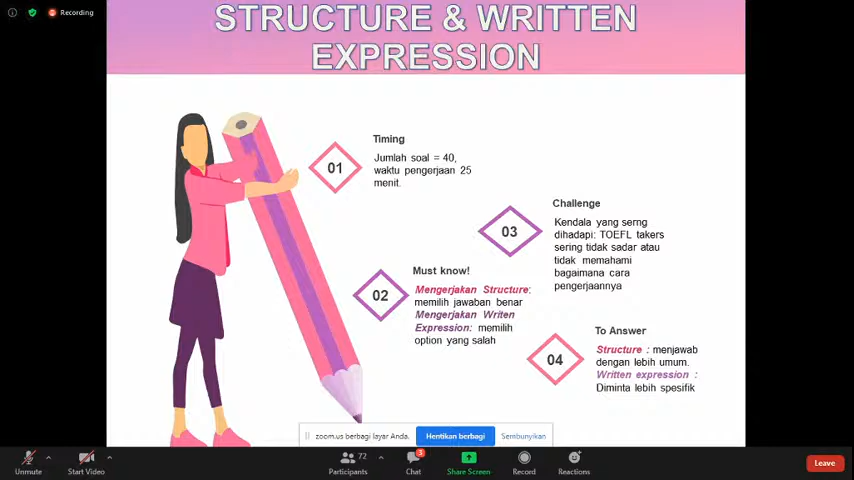 Recording
STRUCTURE & WRITTEN
EXPRESSION
01
Timing
Jumlah soal = 40,
waktu pengerjaan 25
menit.
02
Must know!
Mengerjakan Structure:
memilih jawaban benar
Mengerjakan Writen
Expression: memilih
option yang salah
03
Challenge
Kendala yang serng
dihadapi: TOEFL takers
sering tidak sadar atau
tidak memahami
bagaimana cara
pengerjaannya
04
To Answer
Structure : menjawab
dengan lebih umum.
Written expression :
Diminta lebih spesifik
zoom.us berbagi layar Anda.
Hentikan berbagi
Sembunyikan
Unmute
Start Video
72
Participants
3
Chat
Share Screen
Record
Reactions
Leave